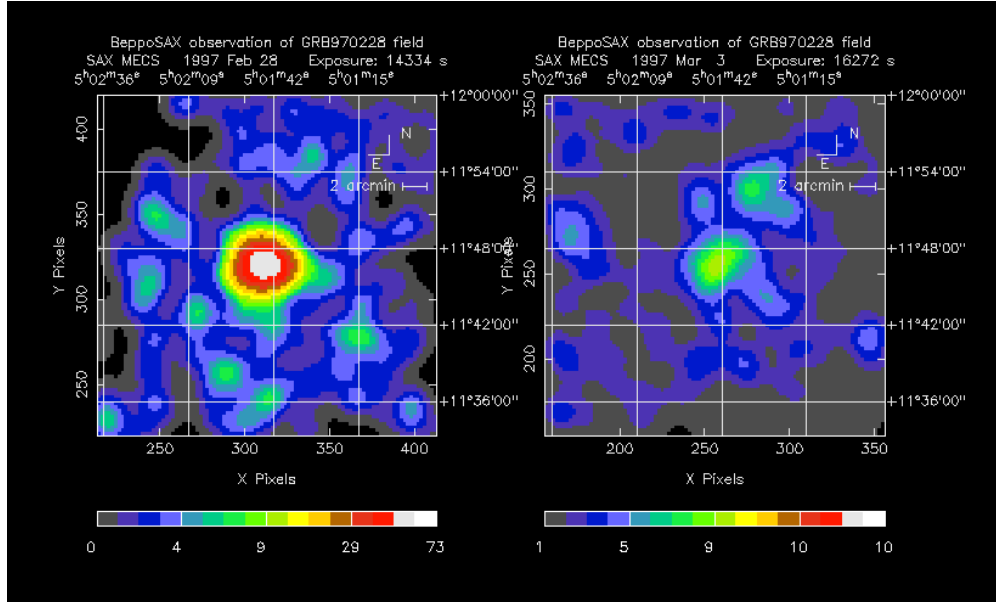 BeppoSAX observation of GRB970228 field
SAX MECS 1997 Feb 28 Exposure: 14334 s
5ʰ02ᵐ36ˢ 5ʰ02ᵐ09ˢ 5ʰ01ᵐ42ˢ 5ʰ01ᵐ15ˢ
+12°00'00"
400
N
E
+11°54'00"
2 arcmin
350
+11°48'00"
Y Pixels
300
+11°42'00"
250
+11°36'00"
250 300 350 400
X Pixels
0 4 9 29 73
BeppoSAX observation of GRB970228 field
SAX MECS 1997 Mar 3 Exposure: 16272 s
5ʰ02ᵐ36ˢ 5ʰ02ᵐ09ˢ 5ʰ01ᵐ42ˢ 5ʰ01ᵐ15ˢ
350
+12°00'00"
N
E
300
+11°54'00"
2 arcmin
+11°48'00"
Y Pixels
250
+11°42'00"
200
+11°36'00"
200 250 300 350
X Pixels
1 5 9 10 10